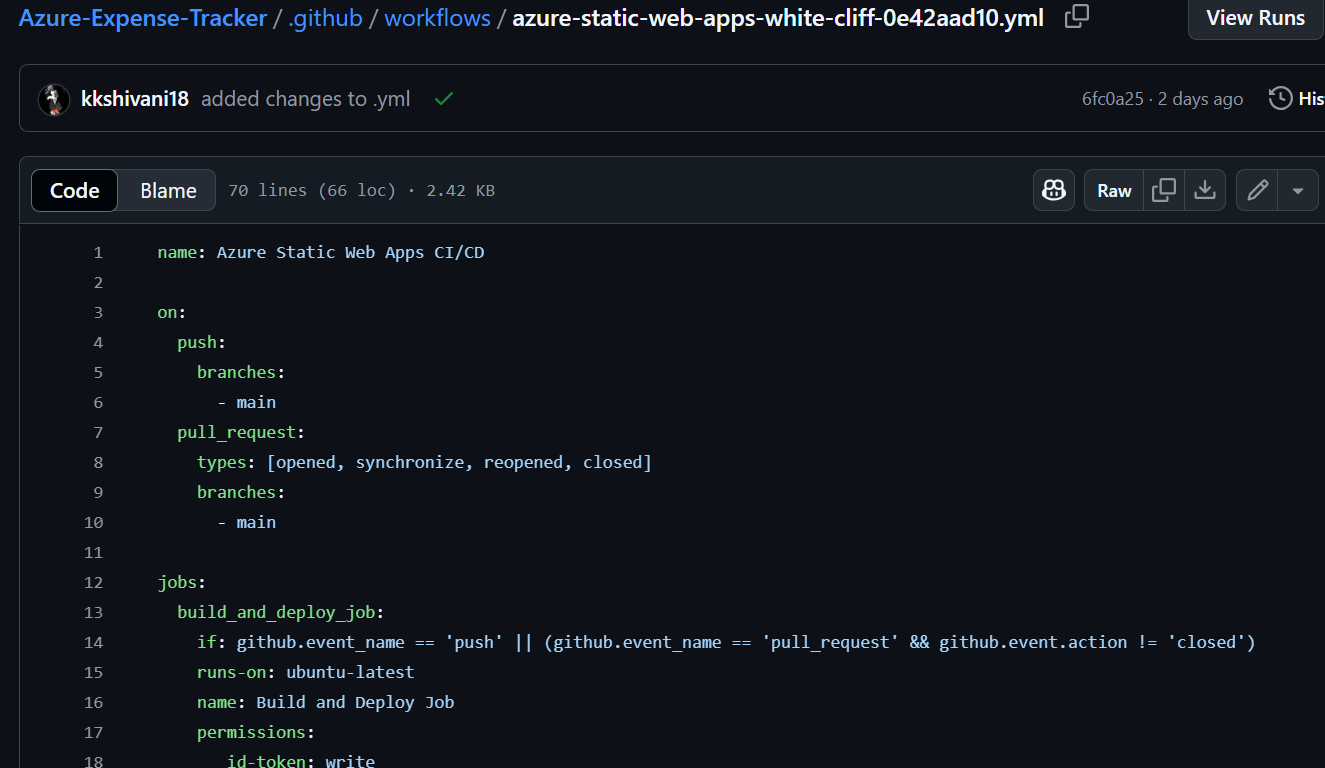 Azure-Expense-Tracker / .github / workflows / azure-static-web-apps-white-cliff-0e42aad10.yml
View Runs
kkshivani18 added changes to .yml
6fc0a25 · 2 days ago
His
Code
Blame
70 lines (66 loc) · 2.42 KB
Raw
1 name: Azure Static Web Apps CI/CD
2
3 on:
4   push:
5     branches:
6       - main
7   pull_request:
8     types: [opened, synchronize, reopened, closed]
9     branches:
10       - main
11
12 jobs:
13   build_and_deploy_job:
14     if: github.event_name == 'push' || (github.event_name == 'pull_request' && github.event.action != 'closed')
15     runs-on: ubuntu-latest
16     name: Build and Deploy Job
17     permissions:
18        id-token: write